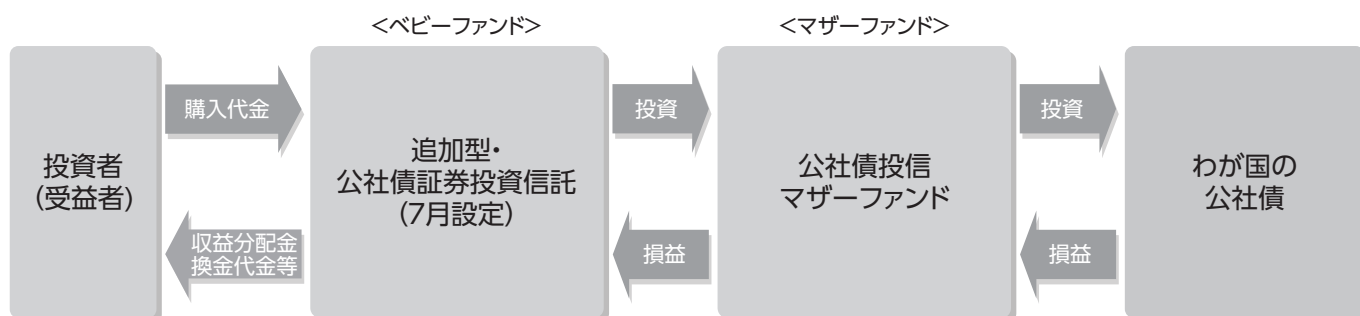 <ベビーファンド>
<マザーファンド>
投資者
(受益者)
購入代金
収益分配金
換金代金等
追加型・
公社債証券投資信託
(7月設定)
投資
損益
公社債投信
マザーファンド
投資
損益
わが国の
公社債